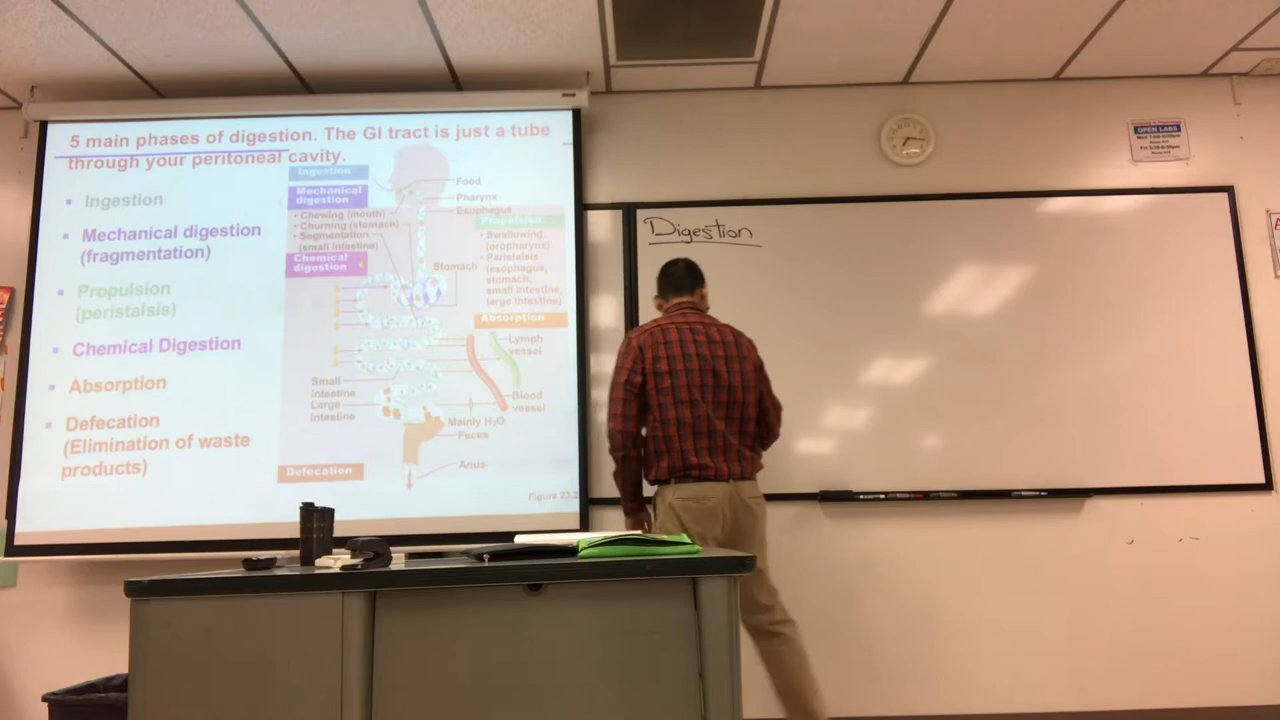 5 main phases of digestion. The GI tract is just a tube
through your peritoneal cavity.
▪ Ingestion
▪ Mechanical digestion
(fragmentation)
▪ Propulsion
(peristalsis)
▪ Chemical Digestion
▪ Absorption
▪ Defecation
(Elimination of waste
products)
Ingestion
Mechanical
digestion
• Chewing (mouth)
• Churning (stomach)
• Segmentation
(small intestine)
Chemical
digestion
Food
Pharynx
Esophagus
Propulsion
• Swallowing
(oropharynx)
• Peristalsis
(esophagus,
stomach,
small intestine,
large intestine)
Stomach
Absorption
Lymph
vessel
Small
intestine
Large
intestine
Blood
vessel
Mainly H₂O
Feces
Defecation
Anus
Figure 23.2
Digestion
OPEN LABS